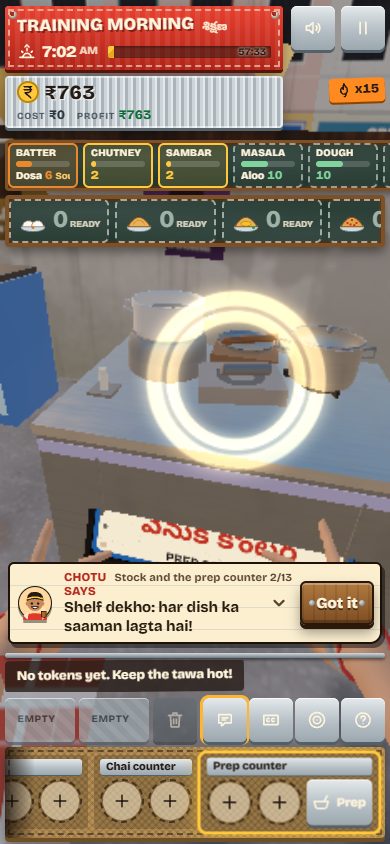 TRAINING MORNING శిక్షణ
7:02 AM
57:33
₹ ₹763
COST ₹0 PROFIT ₹763
x15
BATTER
Dosa 6
CHUTNEY
2
SAMBAR
2
MASALA
Aloo 10
DOUGH
10
0 READY
0 READY
0 READY
CHOTU SAYS
Stock and the prep counter 2/13
Shelf dekho: har dish ka
saaman lagta hai!
Got it
No tokens yet. Keep the tawa hot!
EMPTY
EMPTY
CC
?
Chai counter
Prep counter
+
+
+
+
+
Prep